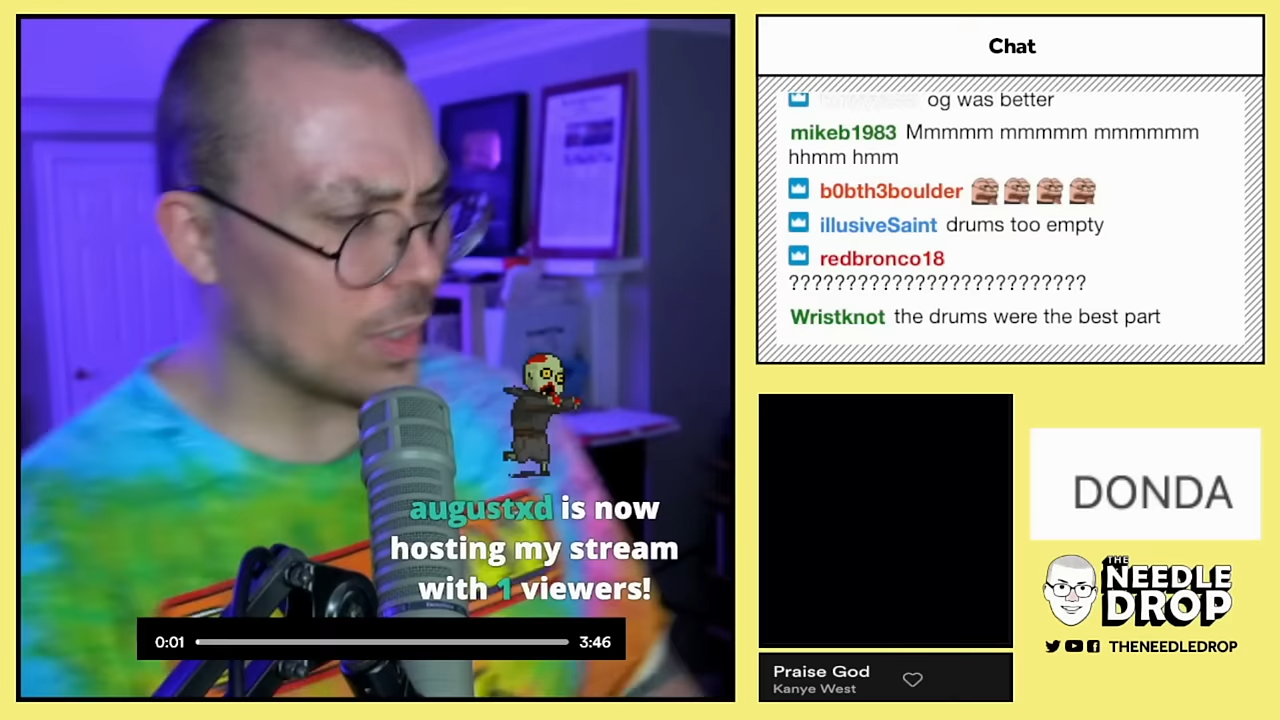 Chat
og was better
mikeb1983 Mmmmm mmmmm mmmmmm
hhmm hmm
b0bth3boulder
illusiveSaint drums too empty
redbronco18
??????????????????????????
Wristknot the drums were the best part
augustxd is now
hosting my stream
with 1 viewers!
0:01 3:46
DONDA
THE
NEEDLE
DROP
THENEEDLEDROP
Praise God
Kanye West